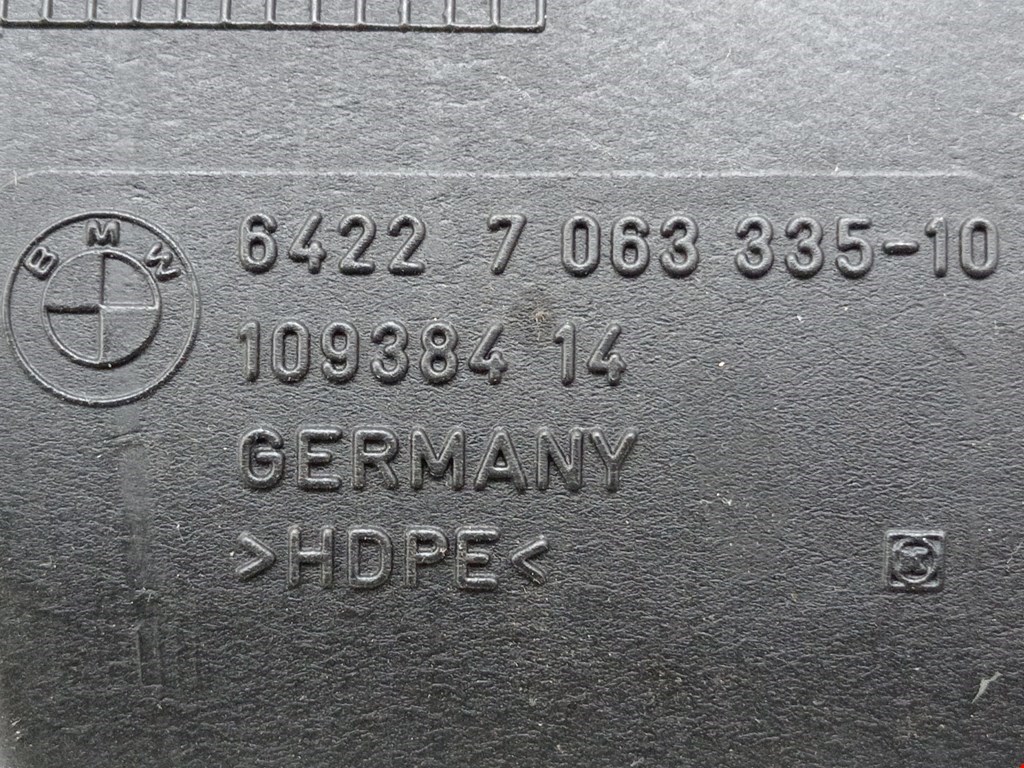 BMW
6422 7 063 335-10
109384 14
GERMANY
>HDPE<